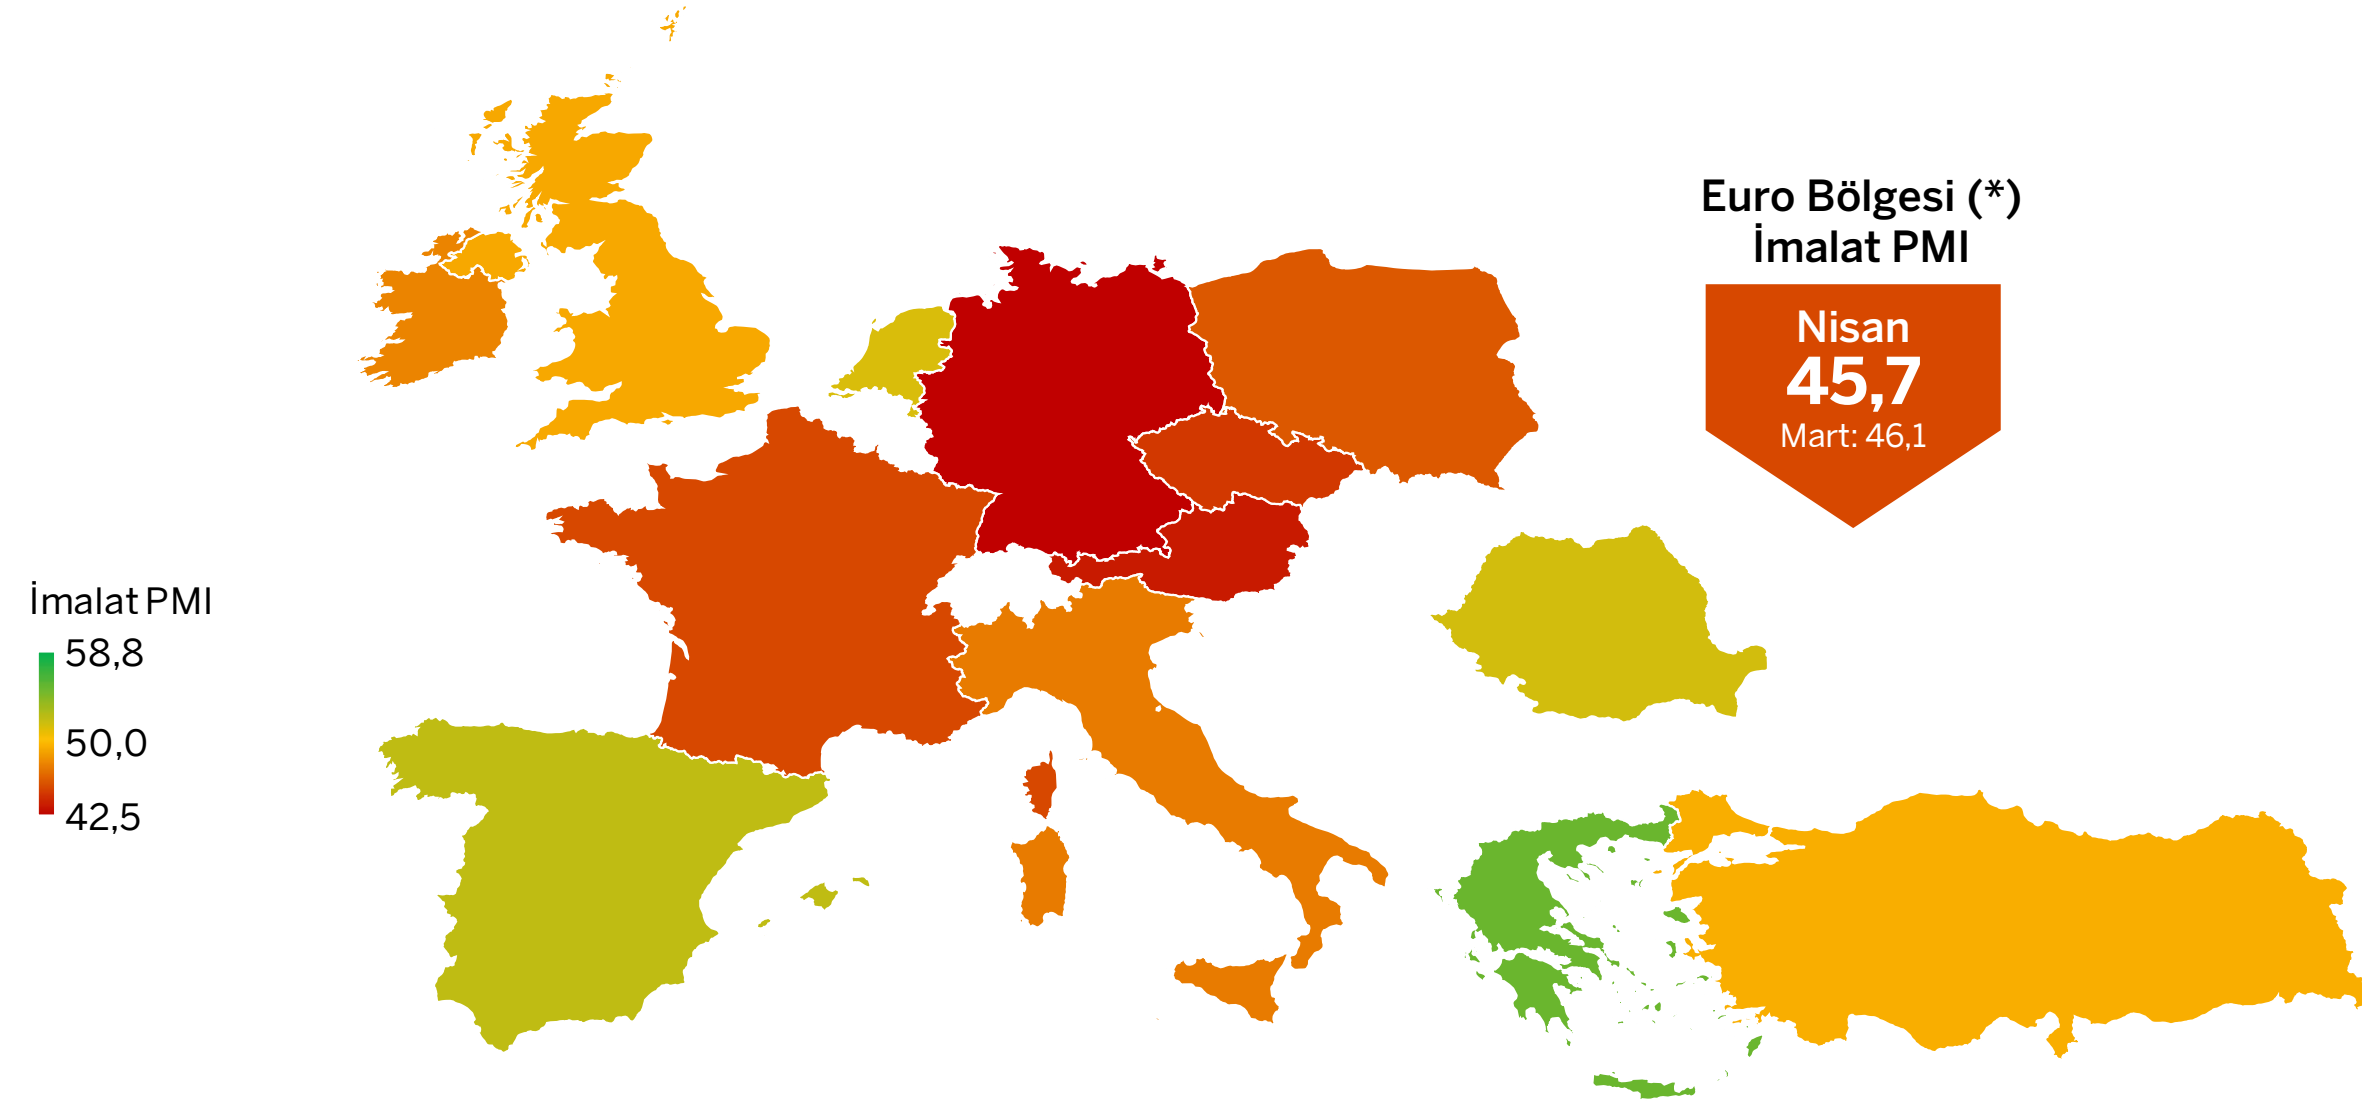 Euro Bölgesi (*)
İmalat PMI
Nisan
45,7
Mart: 46,1
İmalat PMI
58,8
50,0
42,5